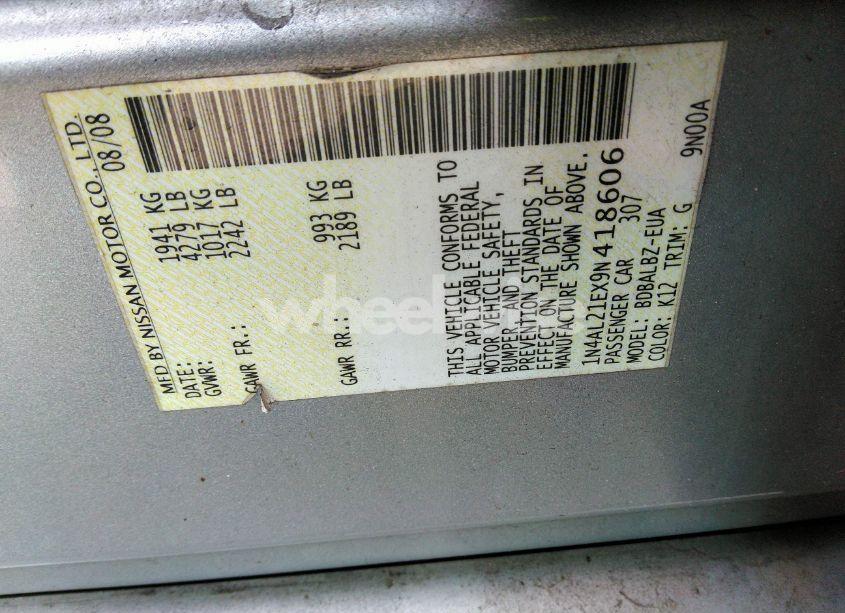 MFD BY NISSAN MOTOR CO., LTD.
DATE: 08/08
GVWR: 1941 KG
4279 LB
GAWR FR.: 1017 KG
2242 LB
GAWR RR.: 993 KG
2189 LB
THIS VEHICLE CONFORMS TO
ALL APPLICABLE FEDERAL
MOTOR VEHICLE SAFETY,
BUMPER, AND THEFT
PREVENTION STANDARDS IN
EFFECT ON THE DATE OF
MANUFACTURE SHOWN ABOVE.
1N4AL21EX9N418606
PASSENGER CAR 307
MODEL: BDBALBZ-EUA
COLOR: K12 TRIM: G 9N00A